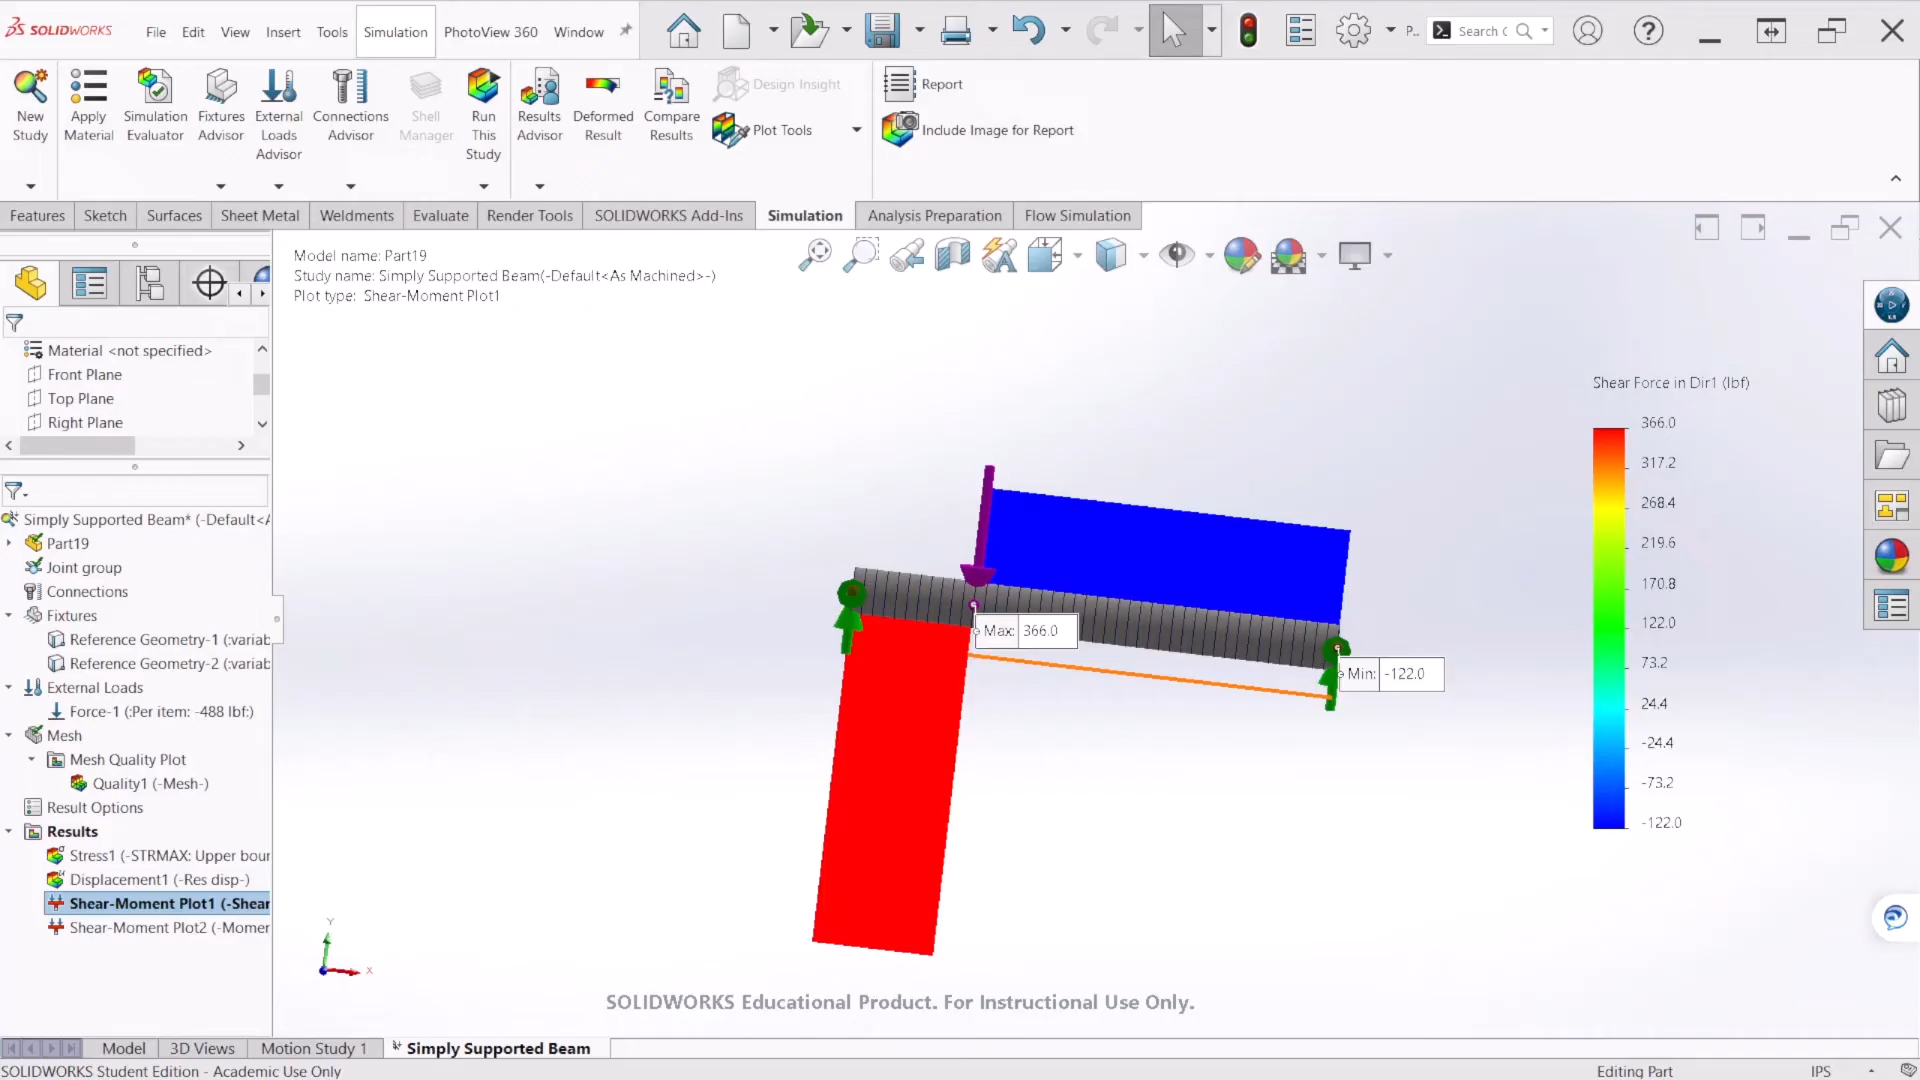 SOLIDWORKS
File Edit View Insert Tools Simulation PhotoView 360 Window
P... Search C
New Study
Apply Material
Simulation Evaluator
Fixtures Advisor
External Loads Advisor
Connections Advisor
Shell Manager
Run This Study
Results Advisor
Deformed Result
Compare Results
Design Insight
Plot Tools
Report
Include Image for Report
Features Sketch Surfaces Sheet Metal Weldments Evaluate Render Tools SOLIDWORKS Add-Ins Simulation Analysis Preparation Flow Simulation
Model name: Part19
Study name: Simply Supported Beam(-Default<As Machined>-)
Plot type: Shear-Moment Plot1
Material <not specified>
Front Plane
Top Plane
Right Plane
Simply Supported Beam* (-Default<A
Part19
Joint group
Connections
Fixtures
Reference Geometry-1 (:variab
Reference Geometry-2 (:variab
External Loads
Force-1 (:Per item: -488 lbf:)
Mesh
Mesh Quality Plot
Quality1 (-Mesh-)
Result Options
Results
Stress1 (-STRMAX: Upper bour
Displacement1 (-Res disp-)
Shear-Moment Plot1 (-Shear
Shear-Moment Plot2 (-Momer
Max: 366.0
Min: -122.0
Shear Force in Dir1 (lbf)
366.0
317.2
268.4
219.6
170.8
122.0
73.2
24.4
-24.4
-73.2
-122.0
Y
X
SOLIDWORKS Educational Product. For Instructional Use Only.
Model 3D Views Motion Study 1 Simply Supported Beam
SOLIDWORKS Student Edition - Academic Use Only
Editing Part IPS